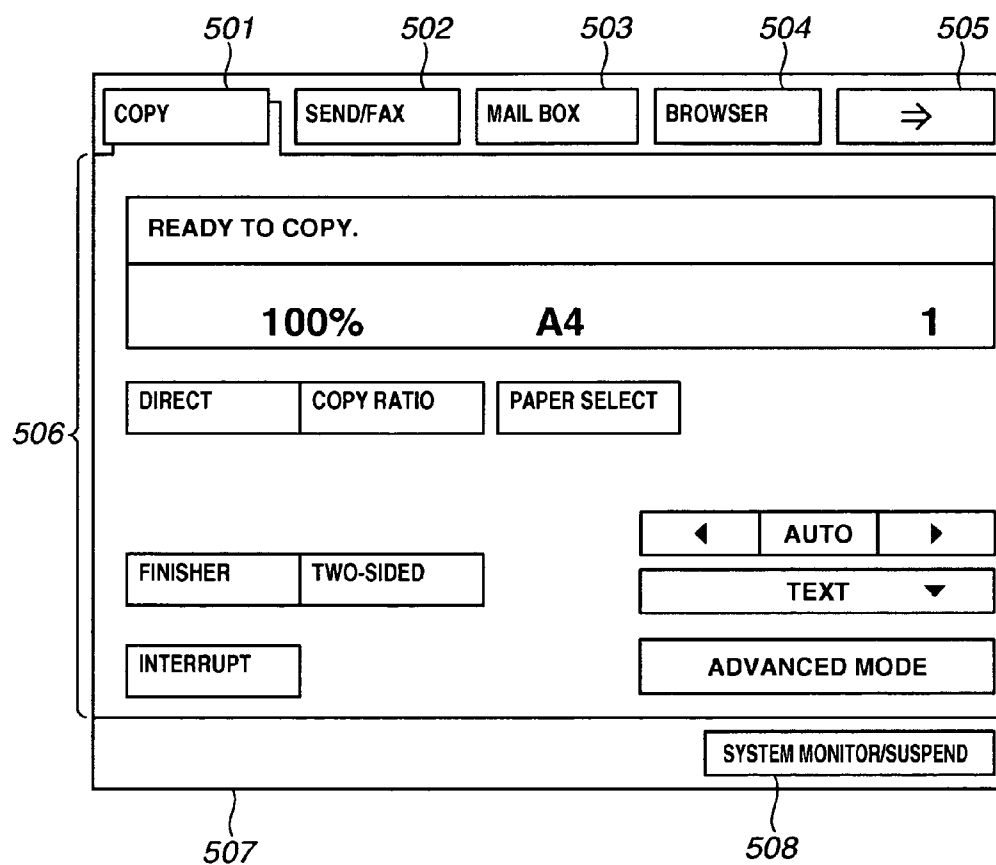 501 502 503 504 505
COPY SEND/FAX MAIL BOX BROWSER ⇒
READY TO COPY.
100% A4 1
DIRECT COPY RATIO PAPER SELECT
506
AUTO
FINISHER TWO-SIDED
TEXT
INTERRUPT ADVANCED MODE
SYSTEM MONITOR/SUSPEND
507 508